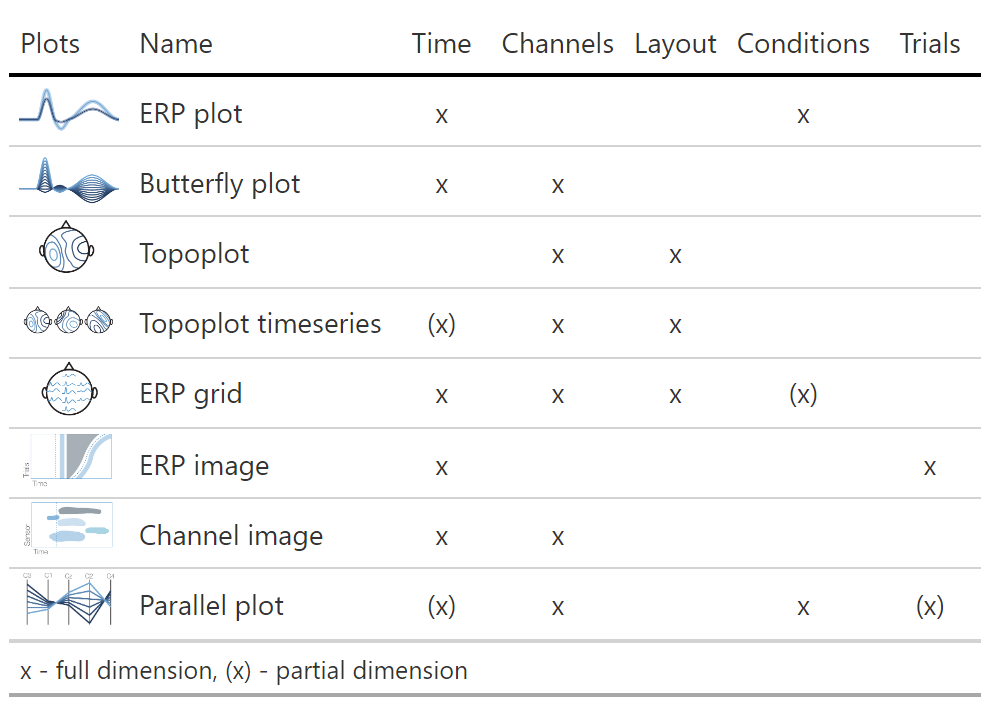 Plots Name Time Channels Layout Conditions Trials
ERP plot x x
Butterfly plot x x
Topoplot x x
Topoplot timeseries (x) x x
ERP grid x x x (x)
Trials
Time
ERP image x x
Sensor
Time
Channel image x x
C3 C1 Cz C2 C4
Parallel plot (x) x x (x)
x - full dimension, (x) - partial dimension